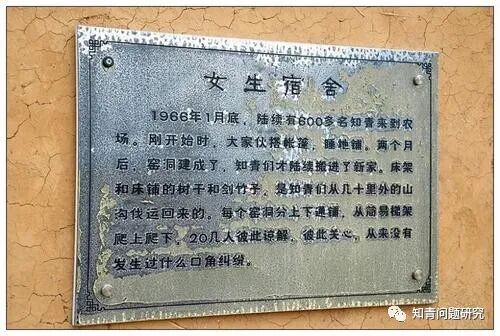 女生宿舍
1966年1月底，陆续有600多名知青来到农
场。刚开始时，大家伙搭帐篷，睡地铺。两个月
后，窑洞建成了，知青们才陆续搬进了新家。床架
和床铺的树干和剑竹子，是知青们从几十里外的山
沟伐运回来的。每个窑洞分上下通铺，从简易梯架
爬上爬下，20几人彼此谅解，彼此关心，从来没有
发生过什么口角纠纷。
知青问题研究